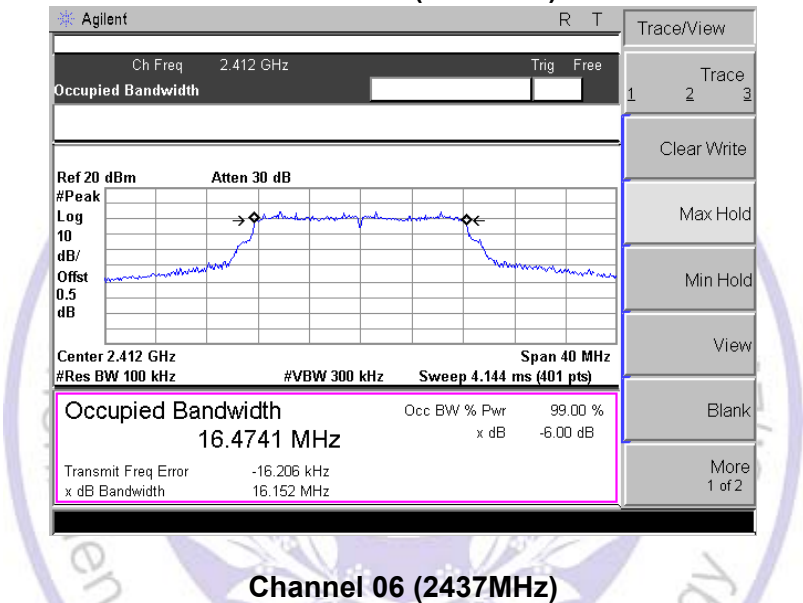 Agilent R T
Trace/View
Ch Freq 2.412 GHz Trig Free
Occupied Bandwidth
Trace
1 2 3
Clear Write
Max Hold
Min Hold
View
Blank
More
1 of 2
Ref 20 dBm Atten 30 dB
#Peak
Log
10
dB/
Offst
0.5
dB
Center 2.412 GHz Span 40 MHz
#Res BW 100 kHz #VBW 300 kHz Sweep 4.144 ms (401 pts)
Occupied Bandwidth Occ BW % Pwr 99.00 %
16.4741 MHz x dB -6.00 dB
Transmit Freq Error -16.206 kHz
x dB Bandwidth 16.152 MHz
Channel 06 (2437MHz)